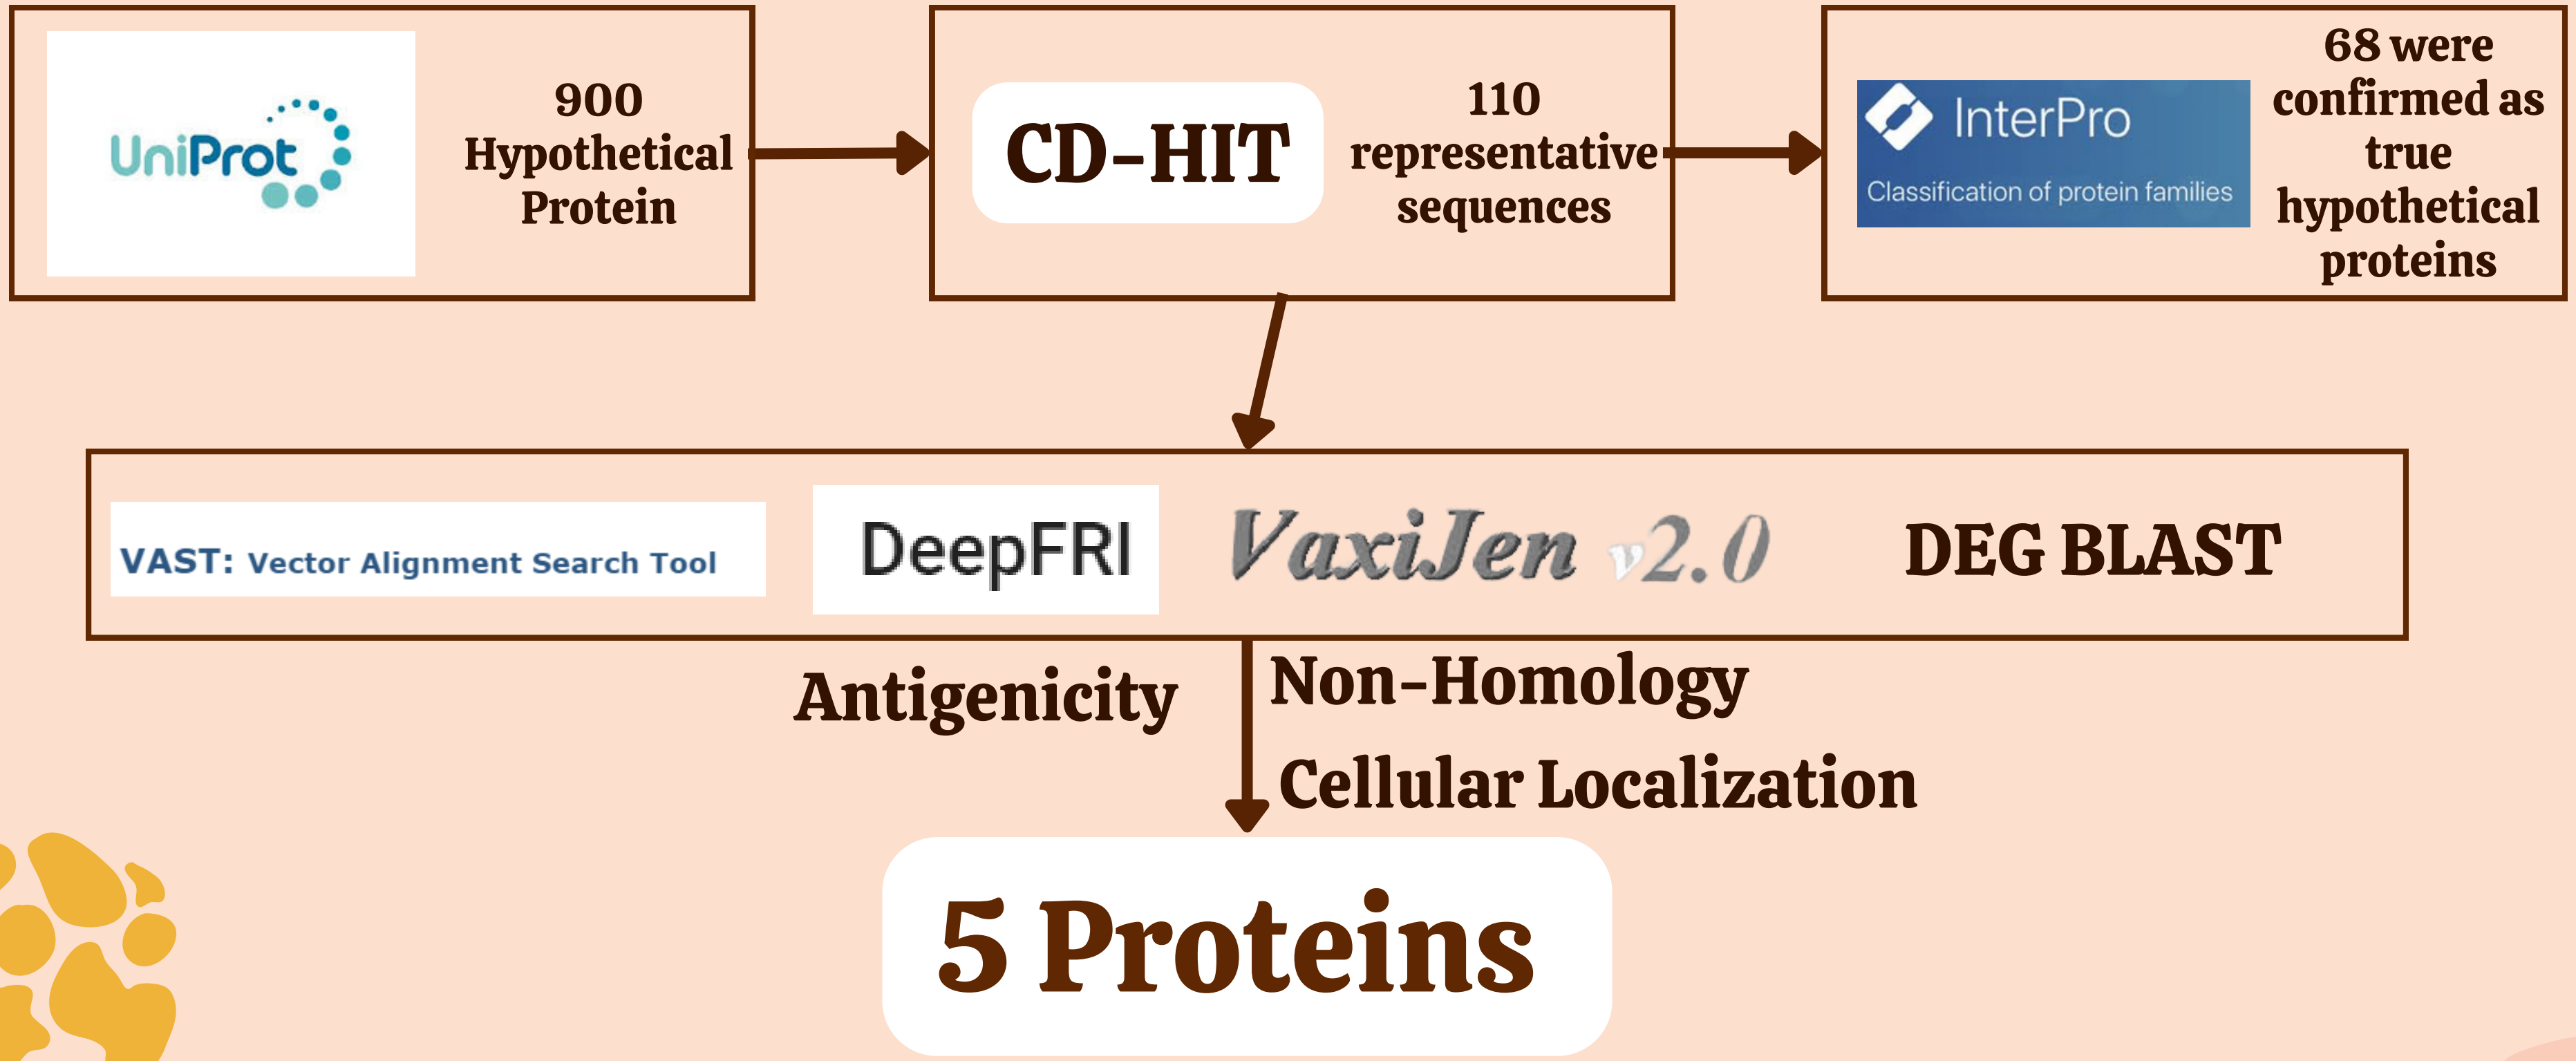 UniProt
900
Hypothetical
Protein
CD-HIT
110
representative
sequences
InterPro
Classification of protein families
68 were
confirmed as
true
hypothetical
proteins
VAST: Vector Alignment Search Tool
DeepFRI
VaxiJen v2.0
DEG BLAST
Antigenicity
Non-Homology
Cellular Localization
5 Proteins